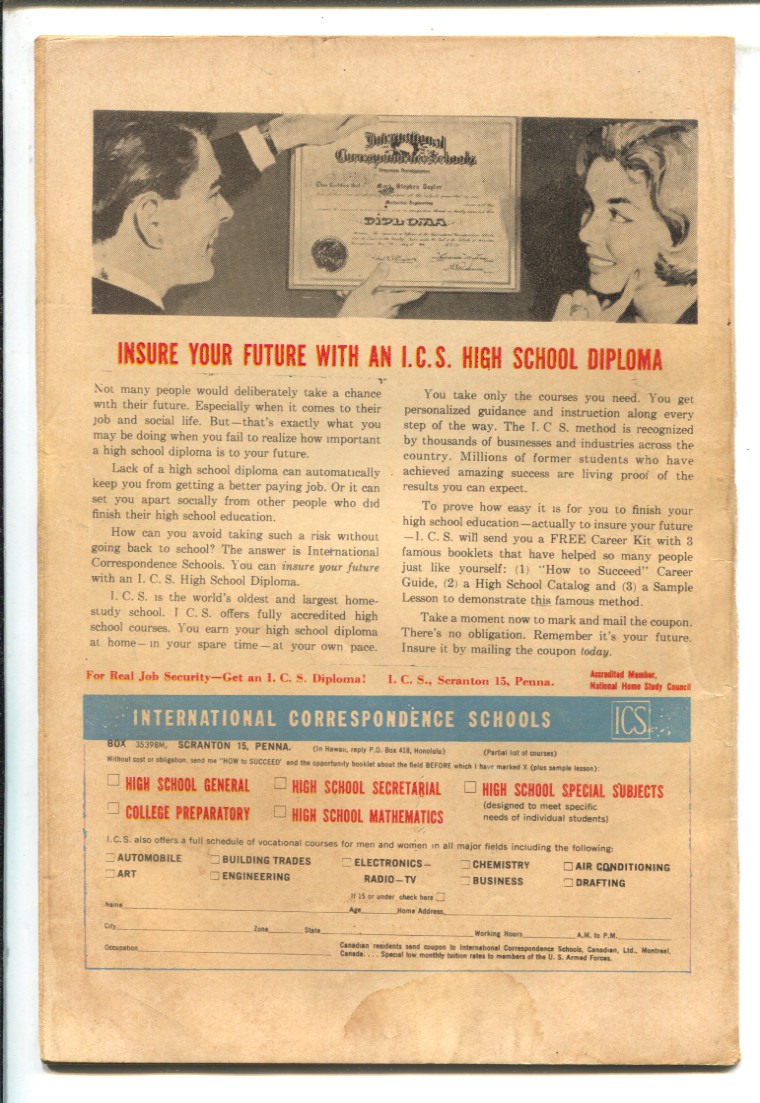 International
Correspondence Schools
Scranton, Pennsylvania
This Certifies that
DIPLOMA
INSURE YOUR FUTURE WITH AN I.C.S. HIGH SCHOOL DIPLOMA
Not many people would deliberately take a chance
with their future. Especially when it comes to their
job and social life. But—that's exactly what you
may be doing when you fail to realize how important
a high school diploma is to your future.
Lack of a high school diploma can automatically
keep you from getting a better paying job. Or it can
set you apart socially from other people who did
finish their high school education.
How can you avoid taking such a risk without
going back to school? The answer is International
Correspondence Schools. You can insure your future
with an I. C. S. High School Diploma.
I. C. S. is the world's oldest and largest home-
study school. I C. S. offers fully accredited high
school courses. You earn your high school diploma
at home—in your spare time—at your own pace.
You take only the courses you need. You get
personalized guidance and instruction along every
step of the way. The I. C S. method is recognized
by thousands of businesses and industries across the
country. Millions of former students who have
achieved amazing success are living proof of the
results you can expect.
To prove how easy it is for you to finish your
high school education—actually to insure your future
—I. C. S. will send you a FREE Career Kit with 3
famous booklets that have helped so many people
just like yourself: (1) "How to Succeed" Career
Guide, (2) a High School Catalog and (3) a Sample
Lesson to demonstrate this famous method.
Take a moment now to mark and mail the coupon.
There's no obligation. Remember it's your future.
Insure it by mailing the coupon today.
For Real Job Security—Get an I. C. S. Diploma! I. C. S., Scranton 15, Penna.
Accredited Member,
National Home Study Council
INTERNATIONAL CORRESPONDENCE SCHOOLS ICS
BOX 35398M, SCRANTON 15, PENNA. (In Hawaii, reply P.O. Box 418, Honolulu) (Partial list of courses)
Without cost or obligation, send me "HOW to SUCCEED" and the opportunity booklet about the field BEFORE which I have marked X (plus sample lesson):
HIGH SCHOOL GENERAL HIGH SCHOOL SECRETARIAL HIGH SCHOOL SPECIAL SUBJECTS
COLLEGE PREPARATORY HIGH SCHOOL MATHEMATICS
(designed to meet specific
needs of individual students)
I.C.S. also offers a full schedule of vocational courses for men and women in all major fields including the following:
AUTOMOBILE BUILDING TRADES ELECTRONICS— CHEMISTRY AIR CONDITIONING
ART ENGINEERING RADIO—TV BUSINESS DRAFTING
If 15 or under check here
Name Age Home Address
City Zone State Working Hours A.M. to P.M.
Occupation
Canadian residents send coupon to International Correspondence Schools, Canadian, Ltd., Montreal,
Canada. . . . Special low monthly tuition rates to members of the U. S. Armed Forces.